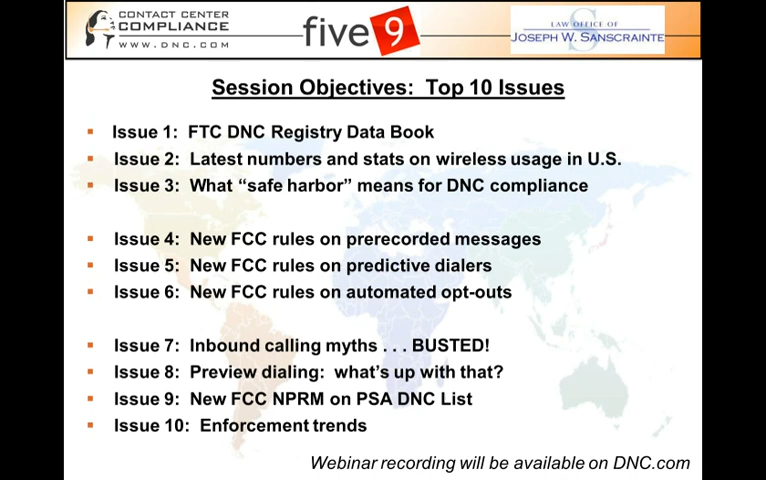 CONTACT CENTER
COMPLIANCE
WWW.DNC.COM
five9
LAW OFFICE OF
JOSEPH W. SANSCRAINTE
Session Objectives: Top 10 Issues
Issue 1: FTC DNC Registry Data Book
Issue 2: Latest numbers and stats on wireless usage in U.S.
Issue 3: What “safe harbor” means for DNC compliance
Issue 4: New FCC rules on prerecorded messages
Issue 5: New FCC rules on predictive dialers
Issue 6: New FCC rules on automated opt-outs
Issue 7: Inbound calling myths . . . BUSTED!
Issue 8: Preview dialing: what’s up with that?
Issue 9: New FCC NPRM on PSA DNC List
Issue 10: Enforcement trends
Webinar recording will be available on DNC.com